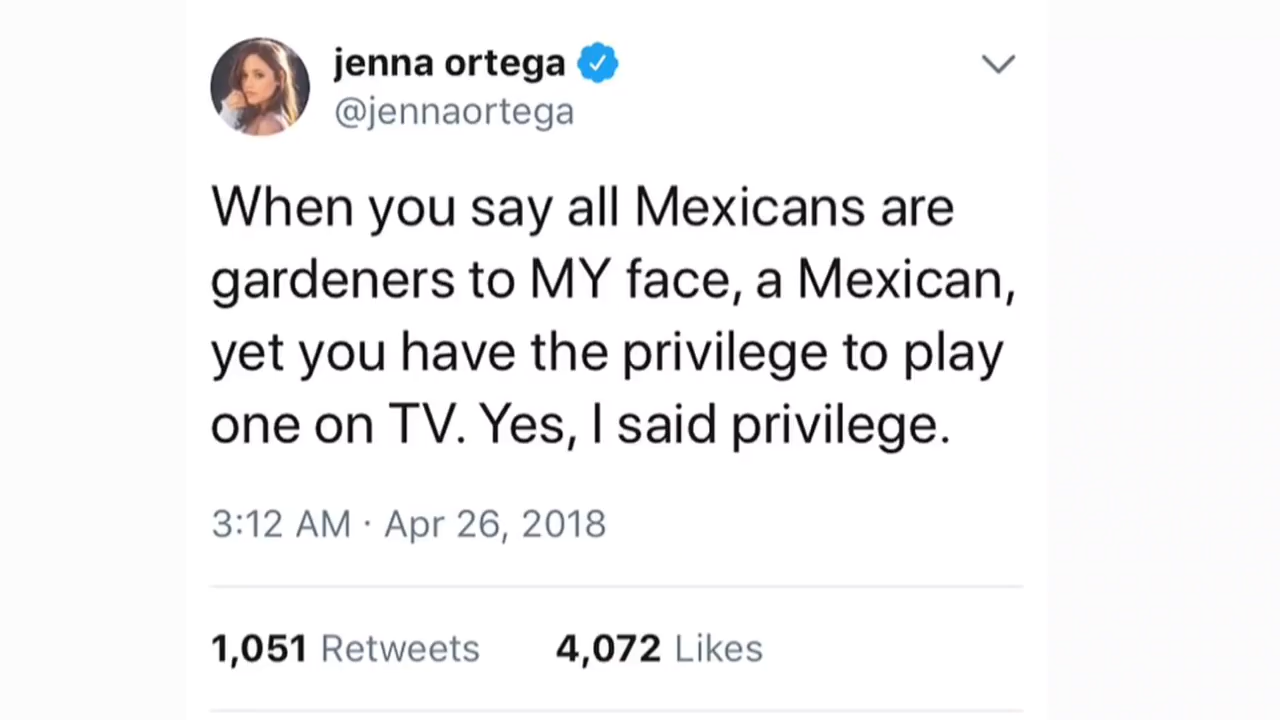 jenna ortega
@jennaortega
When you say all Mexicans are
gardeners to MY face, a Mexican,
yet you have the privilege to play
one on TV. Yes, I said privilege.
3:12 AM · Apr 26, 2018
1,051 Retweets 4,072 Likes